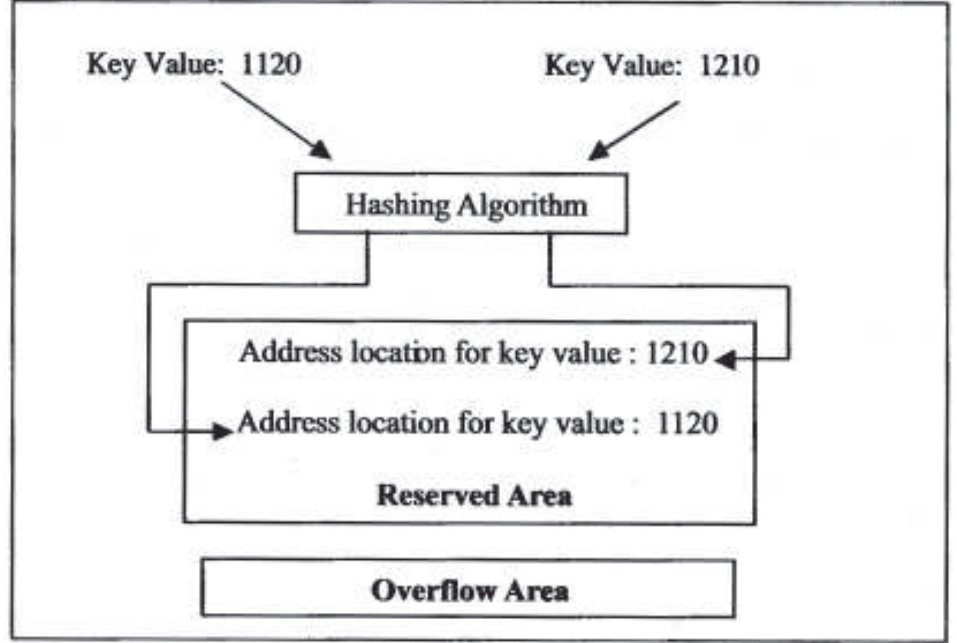 Key Value: 1120
Key Value: 1210
Hashing Algorithm
Address location for key value : 1210
Address location for key value : 1120
Reserved Area
Overflow Area